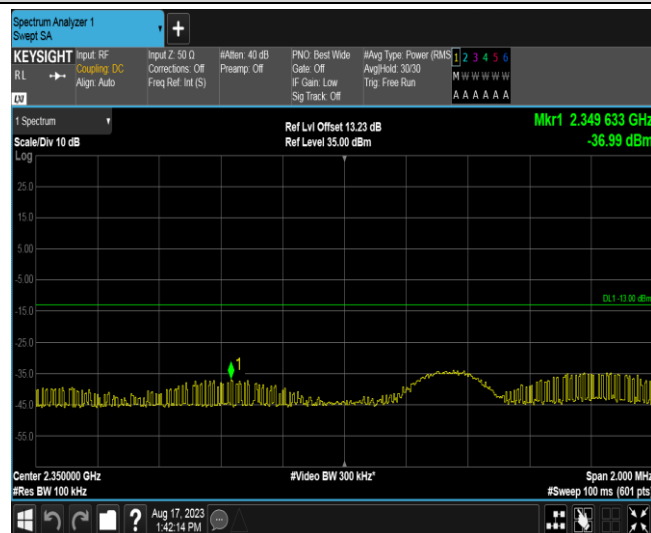 Spectrum Analyzer 1
Swept SA
+
KEYSIGHT
RL
LXI
Input: RF
Coupling: DC
Align: Auto
Input Z: 50 Ω
Corrections: Off
Freq Ref: Int (S)
#Atten: 40 dB
Preamp: Off
PNO: Best Wide
Gate: Off
IF Gain: Low
Sig Track: Off
#Avg Type: Power (RMS
Avg|Hold: 30/30
Trig: Free Run
1 2 3 4 5 6
M W W W W W
A A A A A A
1 Spectrum
Scale/Div 10 dB
Log
Ref Lvl Offset 13.23 dB
Ref Level 35.00 dBm
Mkr1 2.349 633 GHz
-36.99 dBm
25.0
15.0
5.00
-5.00
DL1 -13.00 dBm
-15.0
-25.0
-35.0
1
-45.0
-55.0
Center 2.350000 GHz
#Res BW 100 kHz
#Video BW 300 kHz*
Span 2.000 MHz
#Sweep 100 ms (601 pts)
?
Aug 17, 2023
1:42:14 PM